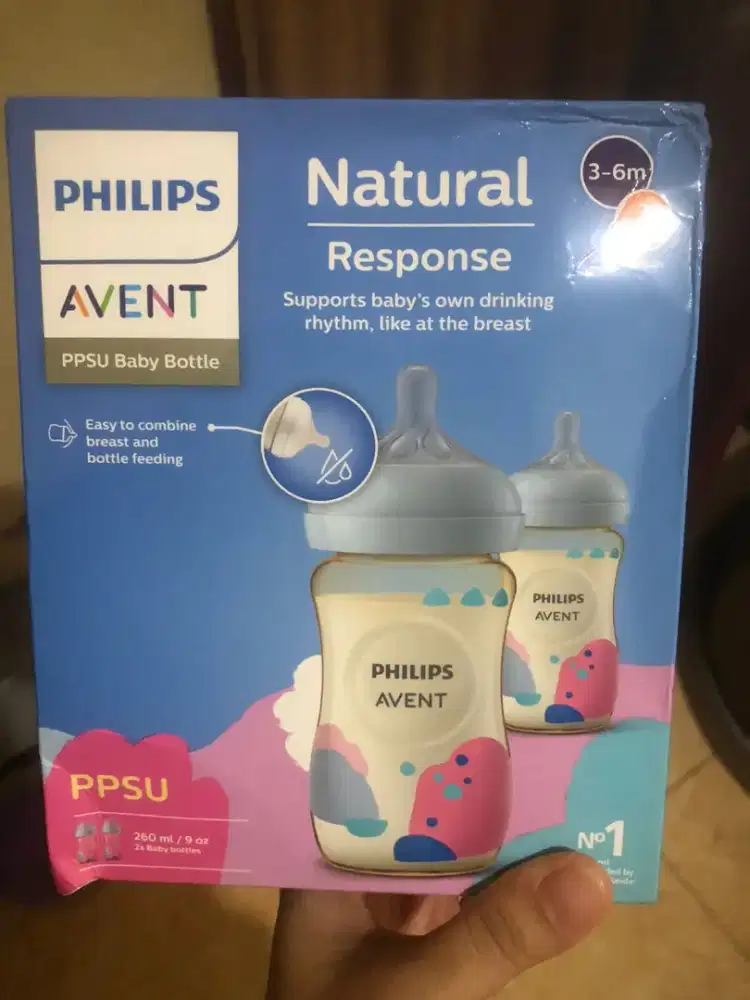 PHILIPS
AVENT
PPSU Baby Bottle
Natural
Response
Supports baby's own drinking
rhythm, like at the breast
3-6m
Easy to combine
breast and
bottle feeding
PHILIPS
AVENT
PHILIPS
AVENT
PPSU
260 ml / 9 oz
2x Baby bottles
Nº1